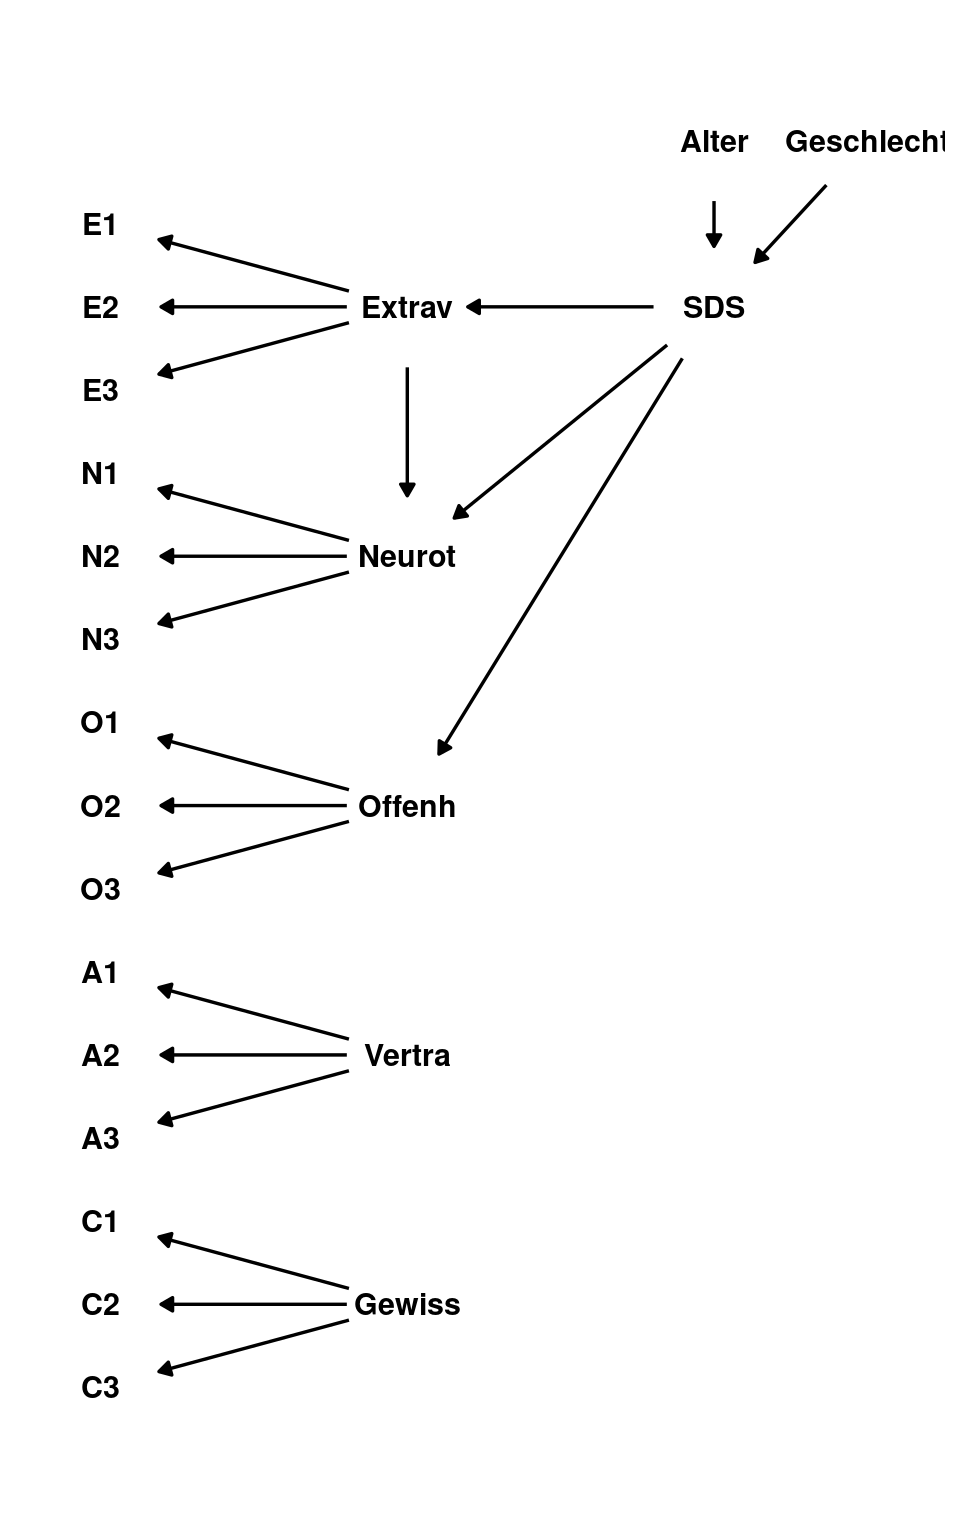 Alter Geschlecht
E1
E2 Extrav SDS
E3
N1
N2 Neurot
N3
O1
O2 Offenh
O3
A1
A2 Vertra
A3
C1
C2 Gewiss
C3